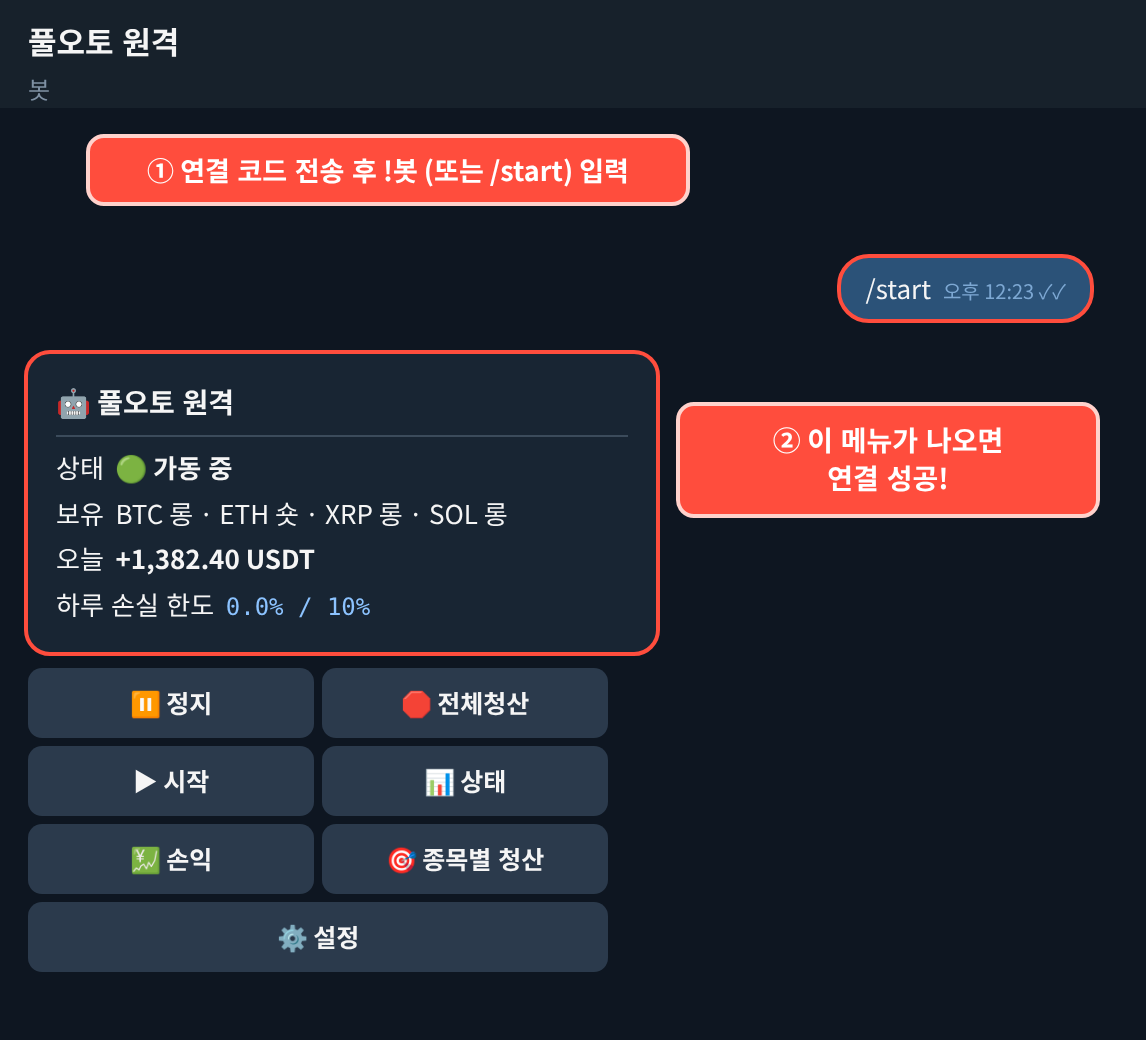 풀오토 원격
봇
① 연결 코드 전송 후 !봇 (또는 /start) 입력
/start 오후 12:23 ✓✓
🤖 풀오토 원격
상태 🟢 가동 중
보유 BTC 롱 · ETH 숏 · XRP 롱 · SOL 롱
② 이 메뉴가 나오면
연결 성공!
오늘 +1,382.40 USDT
하루 손실 한도 0.0% / 10%
⏸ 정지
🛑 전체청산
▶ 시작
📊 상태
💹 손익
🎯 종목별 청산
⚙️ 설정